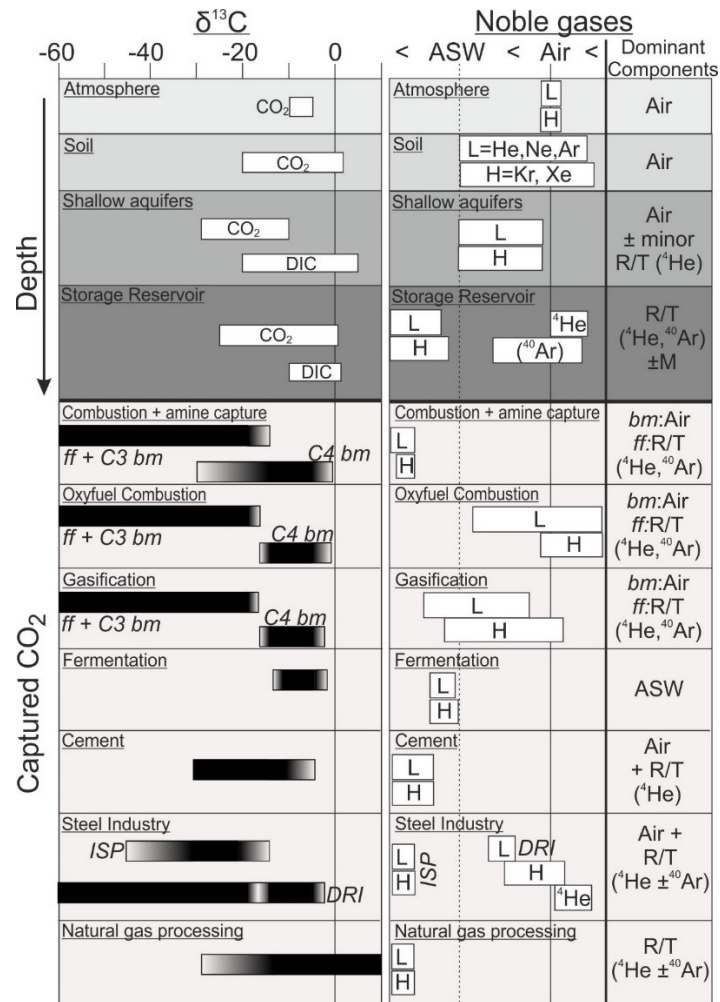 δ¹³C
Noble gases
Dominant
Components
-60 -40 -20 0
< ASW < Air <
Depth
Captured CO₂
Atmosphere
CO₂
Atmosphere
L
H
Air
Soil
CO₂
Soil
L=He,Ne,Ar
H=Kr, Xe
Air
Shallow aquifers
CO₂
DIC
Shallow aquifers
L
H
Air
± minor
R/T (⁴He)
Storage Reservoir
CO₂
DIC
Storage Reservoir
L
H
⁴He
(⁴⁰Ar)
R/T
(⁴He,⁴⁰Ar)
±M
Combustion + amine capture
ff + C3 bm
C4 bm
Combustion + amine capture
L
H
bm:Air
ff:R/T
(⁴He,⁴⁰Ar)
Oxyfuel Combustion
ff + C3 bm
C4 bm
Oxyfuel Combustion
L
H
bm:Air
ff:R/T
(⁴He,⁴⁰Ar)
Gasification
ff + C3 bm
C4 bm
Gasification
L
H
bm:Air
ff:R/T
(⁴He,⁴⁰Ar)
Fermentation
Fermentation
L
H
ASW
Cement
Cement
L
H
Air
+ R/T
(⁴He)
Steel Industry
ISP
DRI
Steel Industry
L
H
ISP
L DRI
H
⁴He
Air +
R/T
(⁴He ±⁴⁰Ar)
Natural gas processing
Natural gas processing
L
H
R/T
(⁴He ±⁴⁰Ar)